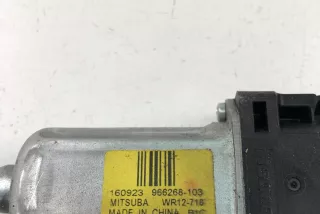 160923 966268-103
MITSUBA WR12-718
MADE IN CHINA